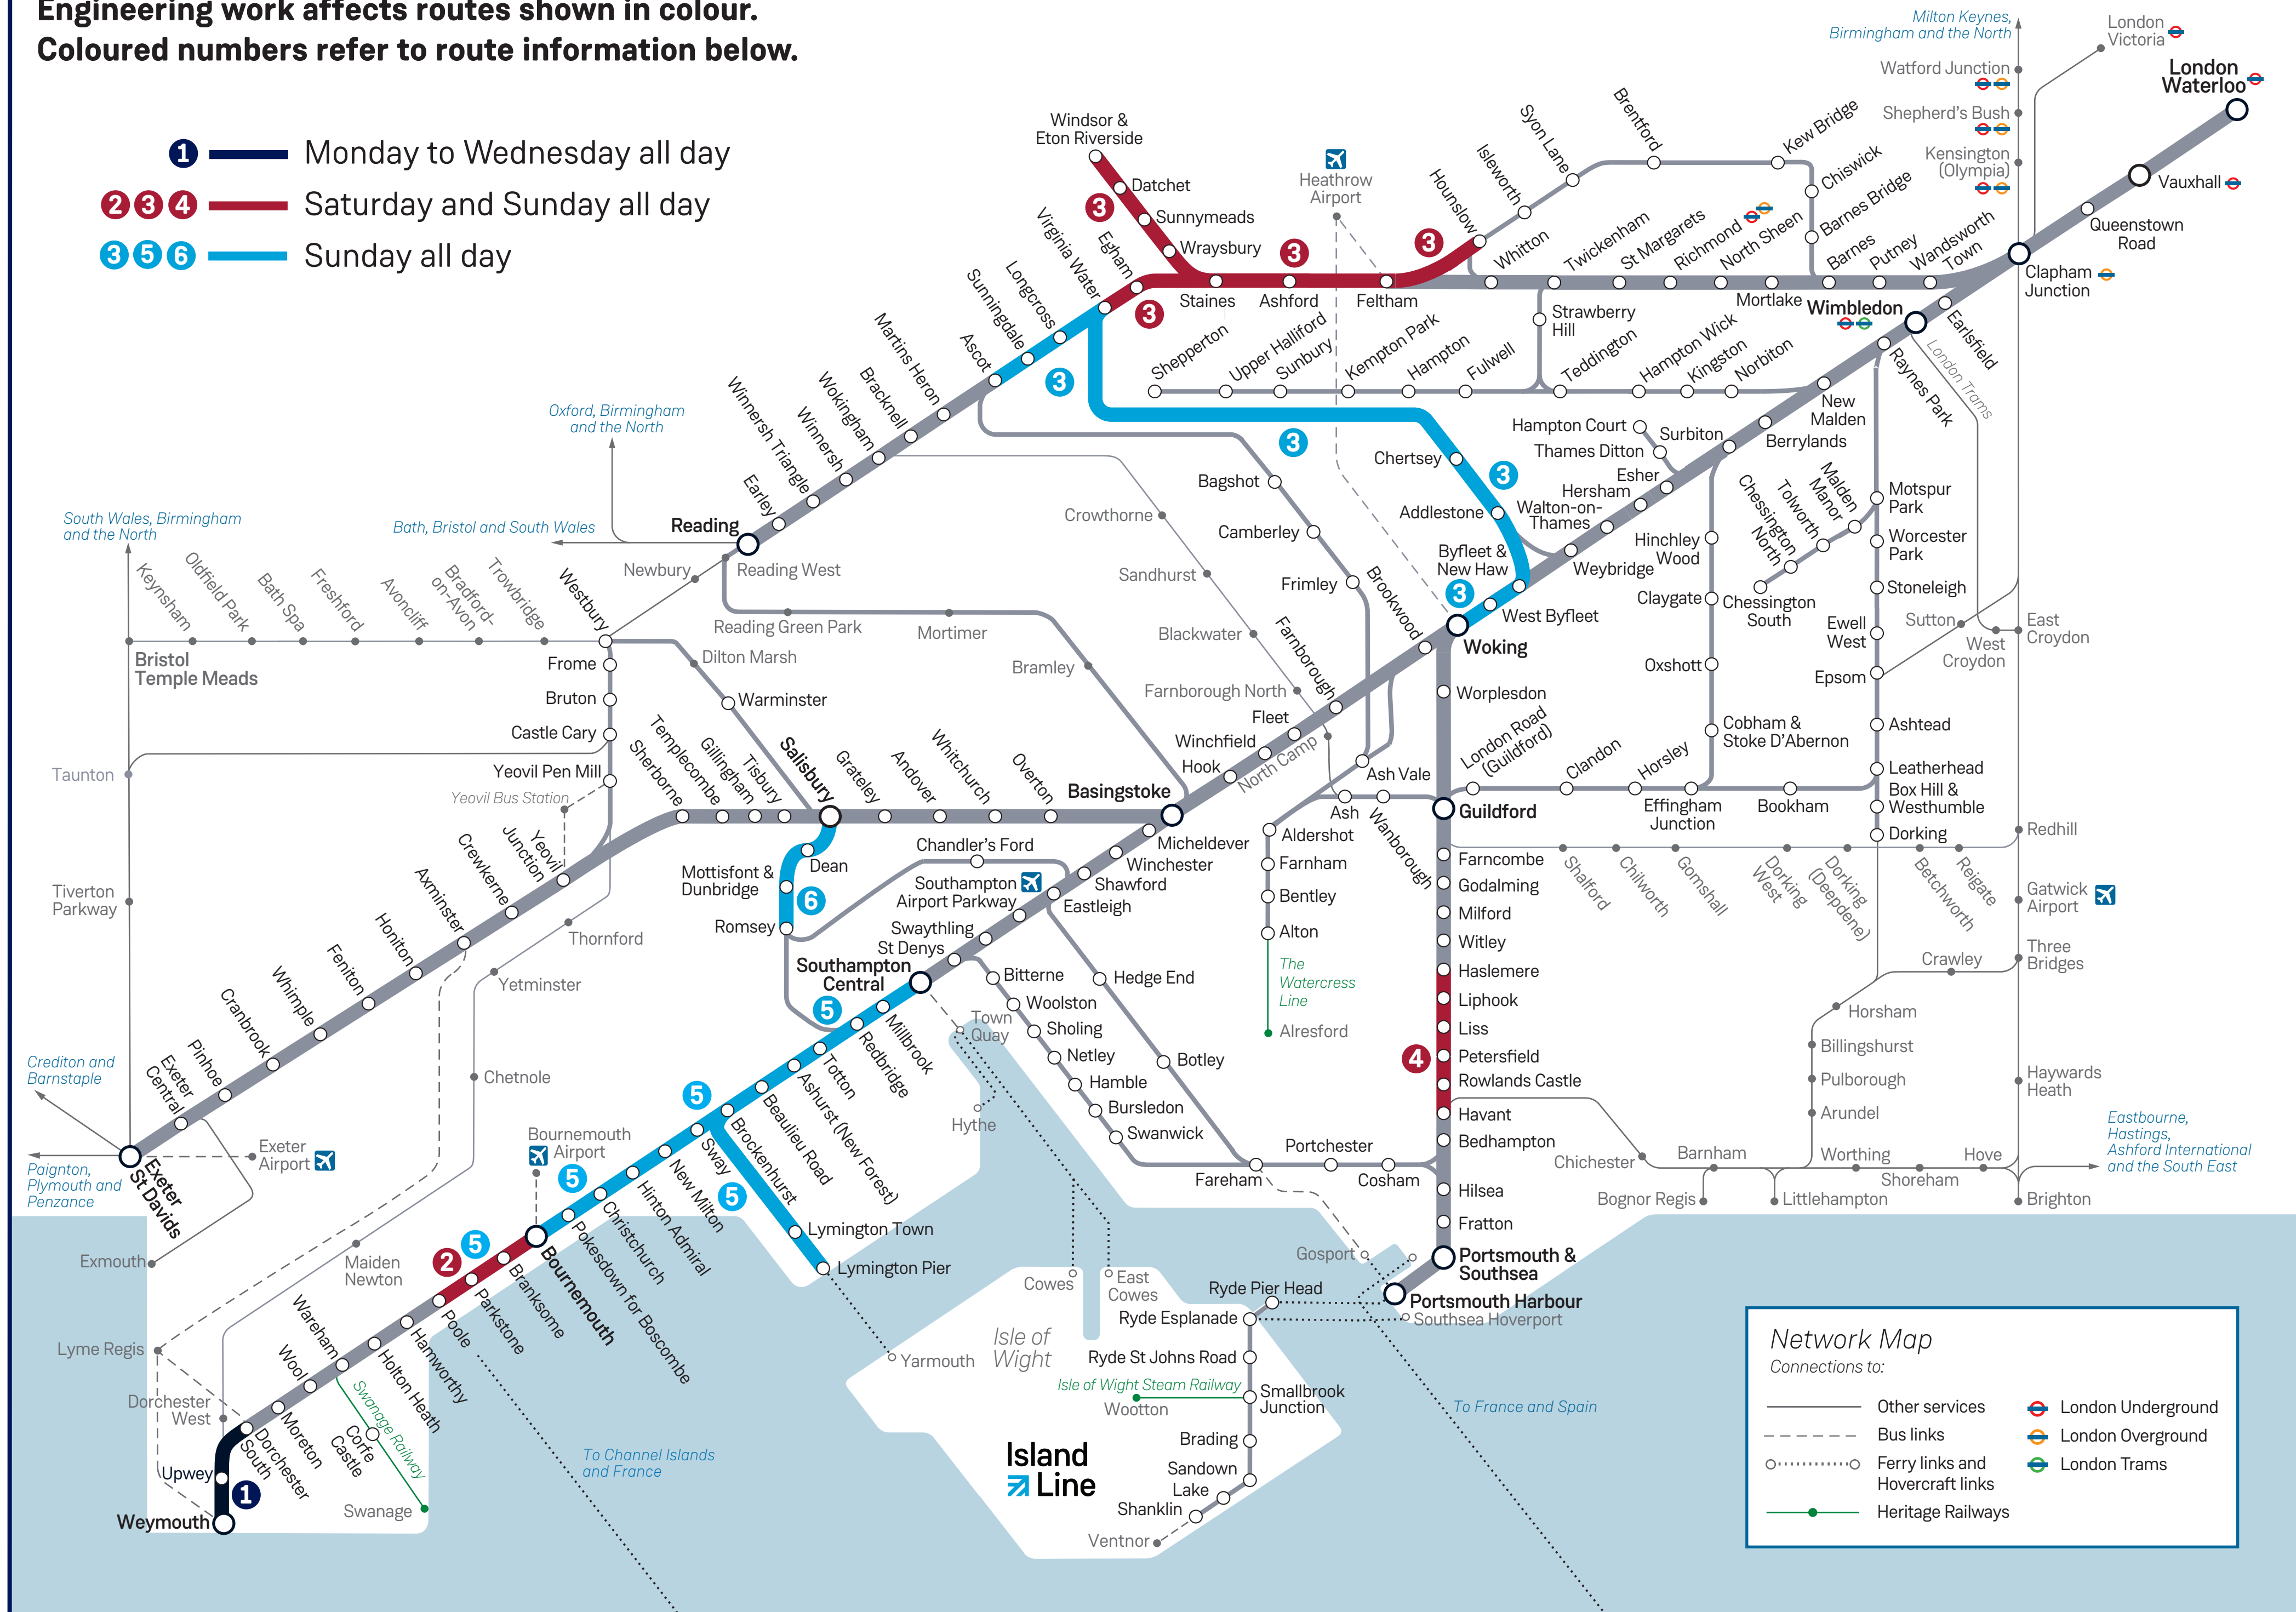 Engineering work affects routes shown in colour.
Coloured numbers refer to route information below.
1 Monday to Wednesday all day
2 3 4 Saturday and Sunday all day
3 5 6 Sunday all day
Milton Keynes,
Birmingham and the North
London
Victoria
Watford Junction
Shepherd's Bush
Kensington
(Olympia)
London
Waterloo
Vauxhall
Queenstown
Road
Clapham
Junction
Windsor &
Eton Riverside
Datchet
Sunnymeads
Wraysbury
3
3
3
3
Heathrow
Airport
Hounslow
Isleworth
Syon Lane
Brentford
Kew Bridge
Chiswick
Barnes Bridge
Whitton
Twickenham
St Margarets
Richmond
North Sheen
Mortlake
Barnes
Putney
Wandsworth
Town
Virginia Water
Egham
Staines
Ashford
Feltham
Wimbledon
Earlsfield
London Trams
Raynes Park
Strawberry
Hill
Shepperton
Upper Halliford
Sunbury
Kempton Park
Hampton
Fulwell
Teddington
Hampton Wick
Kingston
Norbiton
New
Malden
Berrylands
Surbiton
Hampton Court
Thames Ditton
Esher
Hersham
Walton-on-
Thames
Weybridge
Byfleet &
New Haw
West Byfleet
Woking
Chertsey
Addlestone
3
3
3
3
Longcross
Sunningdale
Ascot
Martins Heron
Bracknell
Wokingham
Winnersh
Winnersh Triangle
Earley
Reading
Oxford, Birmingham
and the North
Bath, Bristol and South Wales
South Wales, Birmingham
and the North
Bagshot
Camberley
Frimley
Crowthorne
Sandhurst
Blackwater
Farnborough North
North Camp
Brookwood
Farnborough
Fleet
Winchfield
Hook
Basingstoke
Ash Vale
Ash
Wanborough
Aldershot
Farnham
Bentley
Alton
The
Watercress
Line
Alresford
Malden
Manor
Tolworth
Chessington
North
Chessington
South
Motspur
Park
Worcester
Park
Stoneleigh
Ewell
West
Epsom
Ashtead
Leatherhead
Box Hill &
Westhumble
Dorking
Hinchley
Wood
Claygate
Oxshott
Cobham &
Stoke D'Abernon
Sutton
West
Croydon
East
Croydon
Redhill
Gatwick
Airport
Three
Bridges
Crawley
Haywards
Heath
Brighton
Worplesdon
London Road
(Guildford)
Clandon
Horsley
Effingham
Junction
Bookham
Guildford
Shalford
Chilworth
Gomshall
Dorking
West
Dorking
(Deepdene)
Betchworth
Reigate
Farncombe
Godalming
Milford
Witley
Haslemere
Liphook
Liss
Petersfield
4
Rowlands Castle
Havant
Bedhampton
Hilsea
Fratton
Portsmouth &
Southsea
Portsmouth Harbour
Southsea Hoverport
Horsham
Billingshurst
Pulborough
Arundel
Chichester
Barnham
Bognor Regis
Littlehampton
Worthing
Shoreham
Hove
Eastbourne,
Hastings,
Ashford International
and the South East
Newbury
Reading West
Reading Green Park
Mortimer
Bramley
Keynsham
Oldfield Park
Bath Spa
Freshford
Avoncliff
Bradford-
on-Avon
Trowbridge
Westbury
Bristol
Temple Meads
Dilton Marsh
Warminster
Frome
Bruton
Castle Cary
Yeovil Pen Mill
Yeovil Bus Station
Taunton
Tiverton
Parkway
Sherborne
Templecombe
Gillingham
Tisbury
Salisbury
Grateley
Andover
Whitchurch
Overton
Yeovil
Junction
Crewkerne
Axminster
Honiton
Feniton
Whimple
Cranbrook
Pinhoe
Exeter
Central
Exeter
St Davids
Exeter
Airport
Exmouth
Crediton and
Barnstaple
Paignton,
Plymouth and
Penzance
Thornford
Yetminster
Chetnole
Maiden
Newton
Dorchester
West
Lyme Regis
Dean
Mottisfont &
Dunbridge
6
Romsey
Chandler's Ford
Micheldever
Winchester
Shawford
Eastleigh
Southampton
Airport Parkway
Swaythling
St Denys
Southampton
Central
5
Millbrook
Redbridge
Totton
Ashurst (New Forest)
Beaulieu Road
Brockenhurst
5
Sway
New Milton
Hinton Admiral
Christchurch
Pokesdown for Boscombe
5
5
Lymington Town
Lymington Pier
Bournemouth
Airport
Bournemouth
2 5
Branksome
Parkstone
Poole
Hamworthy
Holton Heath
Wareham
Wool
Moreton
Dorchester
South
Upwey
1
Weymouth
Swanage Railway
Corfe
Castle
Swanage
Bitterne
Woolston
Sholing
Netley
Hamble
Bursledon
Swanwick
Hedge End
Botley
Fareham
Portchester
Cosham
Town
Quay
Hythe
Gosport
Cowes
East
Cowes
Yarmouth
Isle of
Wight
Ryde Pier Head
Ryde Esplanade
Ryde St Johns Road
Isle of Wight Steam Railway
Smallbrook
Junction
Wootton
Brading
Sandown
Lake
Shanklin
Ventnor
Island
Line
To Channel Islands
and France
To France and Spain
Network Map
Connections to:
Other services
Bus links
Ferry links and
Hovercraft links
Heritage Railways
London Underground
London Overground
London Trams